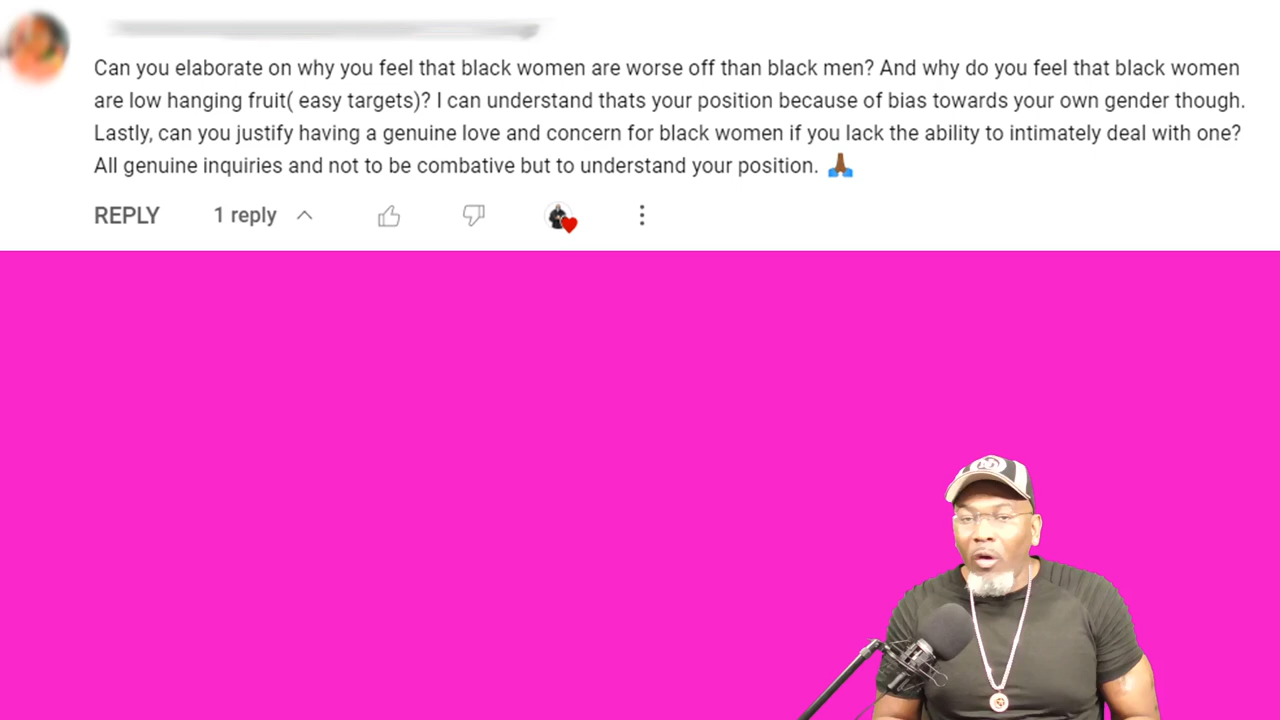 Can you elaborate on why you feel that black women are worse off than black men? And why do you feel that black women
are low hanging fruit( easy targets)? I can understand thats your position because of bias towards your own gender though.
Lastly, can you justify having a genuine love and concern for black women if you lack the ability to intimately deal with one?
All genuine inquiries and not to be combative but to understand your position. 🙏🏾
REPLY 1 reply